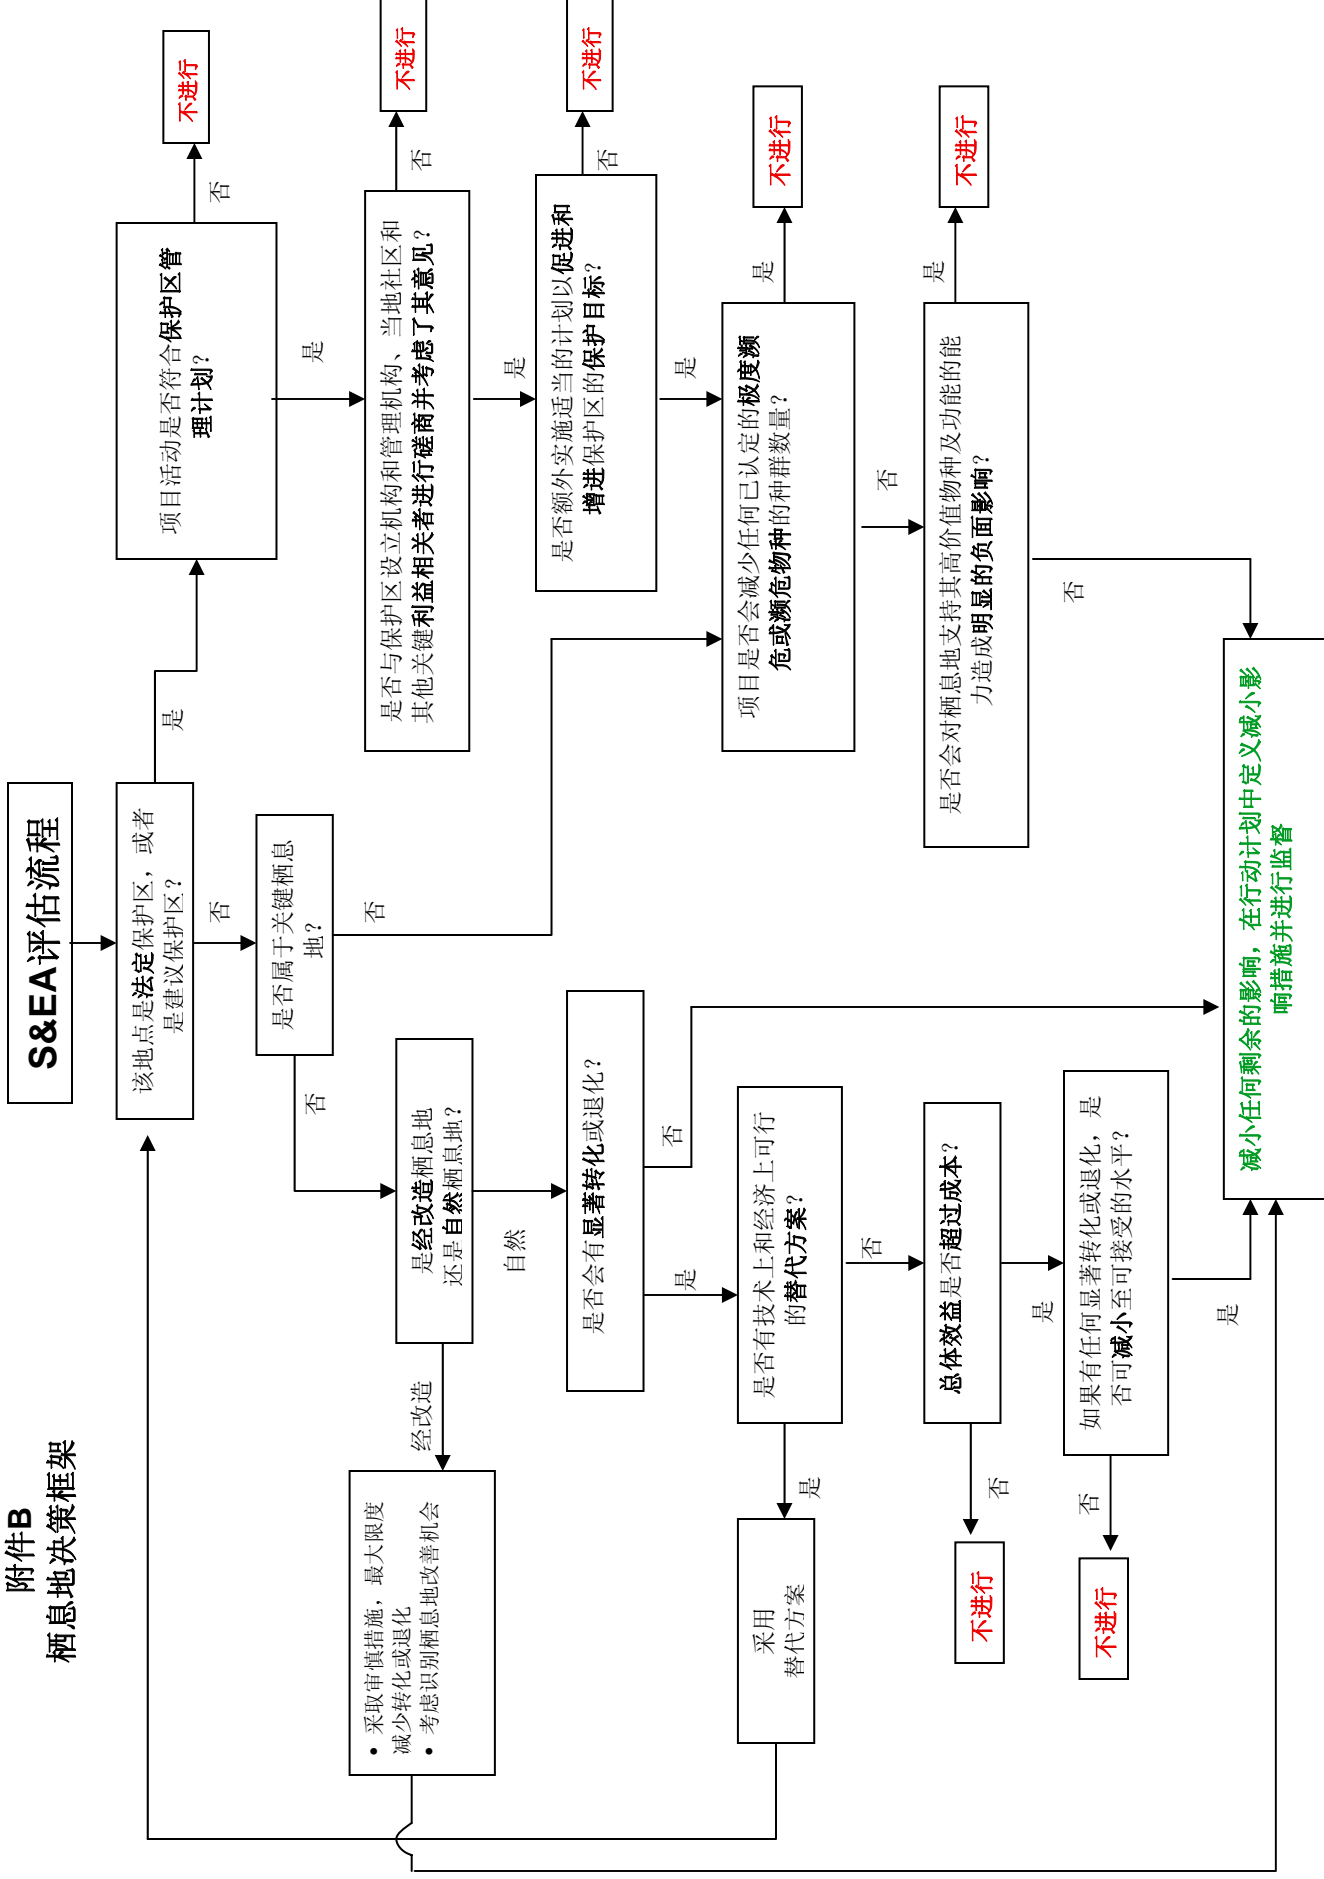 附件B
栖息地决策框架
S&EA评估流程
该地点是法定保护区，或者
是建议保护区？
是
否
项目活动是否符合保护区管
理计划？
否
不进行
是
是否属于关键栖息
地？
否
否
是否与保护区设立机构和管理机构、当地社区和
其他关键利益相关者进行磋商并考虑了其意见？
否
不进行
是
是经改造栖息地
还是自然栖息地？
经改造
自然
• 采取审慎措施，最大限度
减少转化或退化
• 考虑识别栖息地改善机会
是否额外实施适当的计划以促进和
增进保护区的保护目标？
否
不进行
是
是否会有显著转化或退化？
否
是
项目是否会减少任何已认定的极度濒
危或濒危物种的种群数量？
是
不进行
否
是否有技术上和经济上可行
的替代方案？
是
否
采用
替代方案
是否会对栖息地支持其高价值物种及功能的能
力造成明显的负面影响？
是
不进行
否
总体效益是否超过成本？
否
不进行
是
如果有任何显著转化或退化，是
否可减小至可接受的水平？
否
不进行
是
减小任何剩余的影响，在行动计划中定义减小影
响措施并进行监督